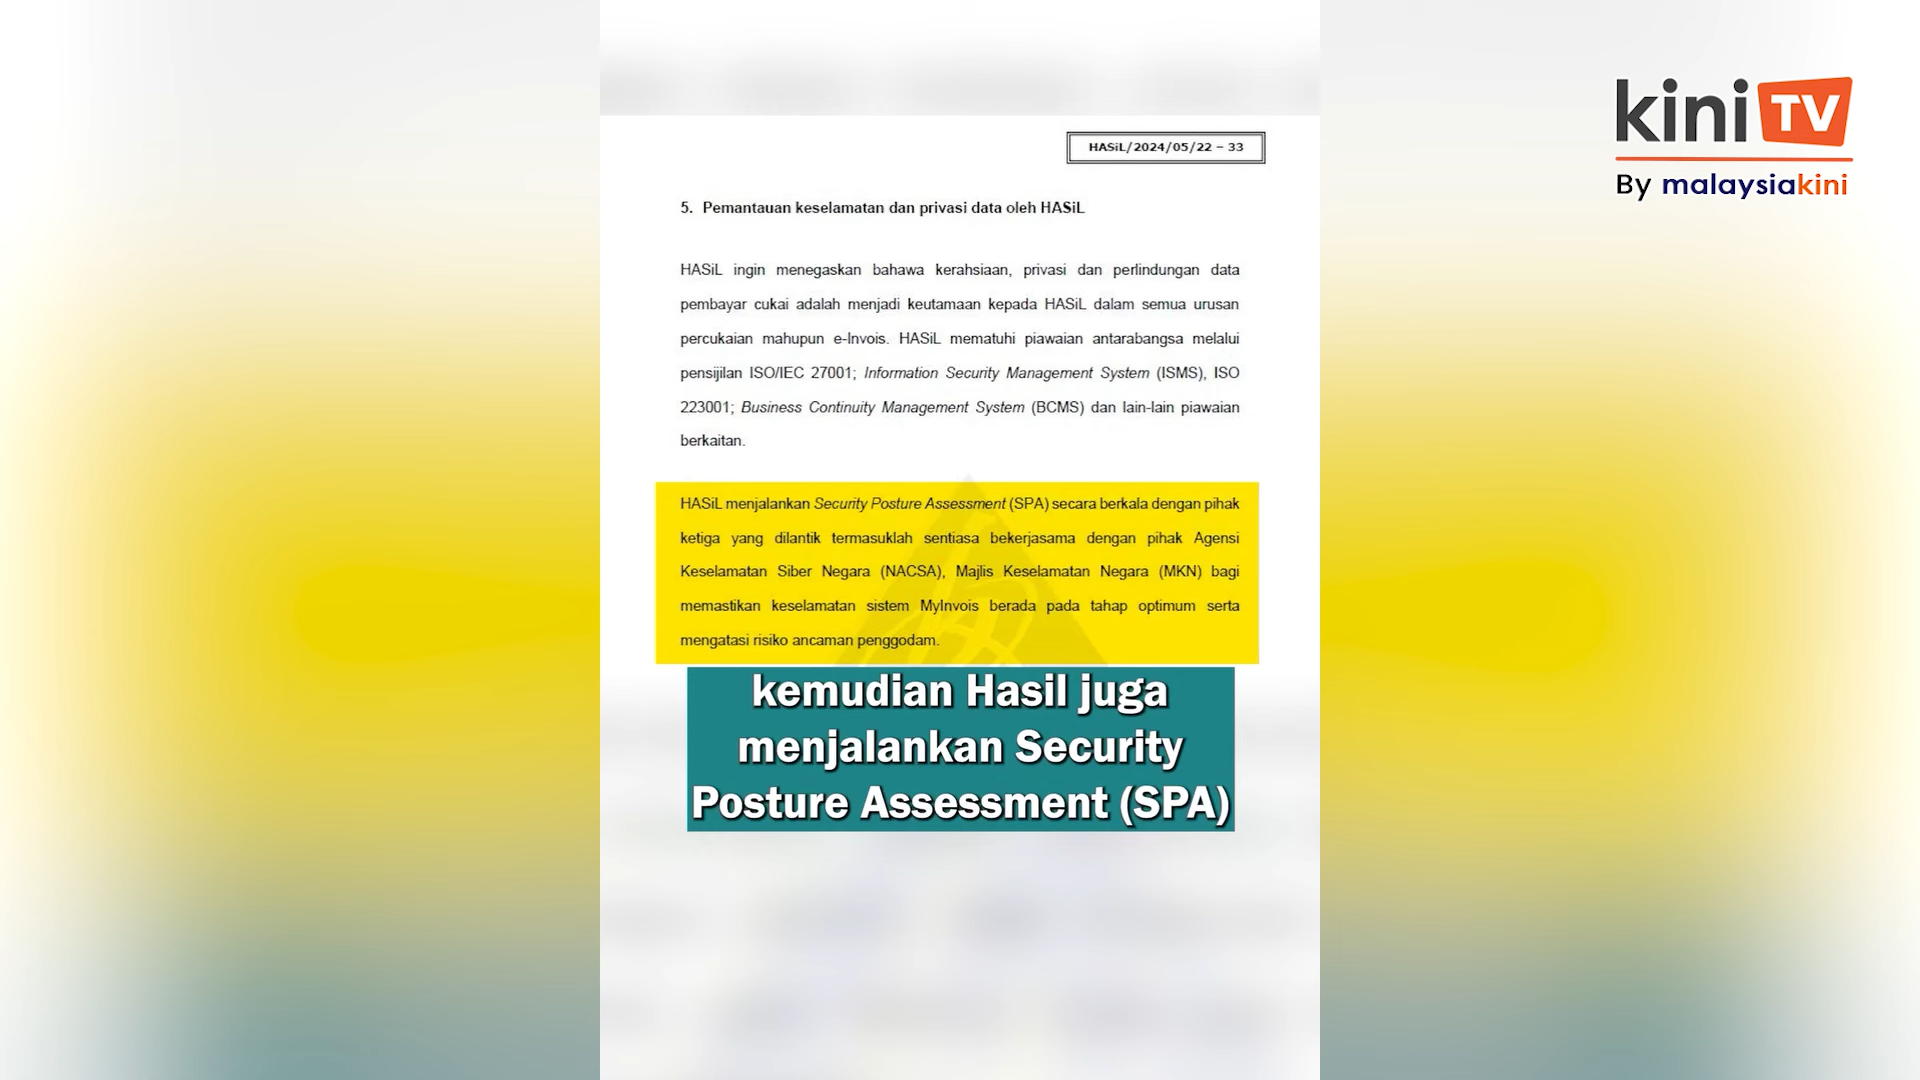 kini TV
By malaysiakini
HASiL/2024/05/22 – 33
5. Pemantauan keselamatan dan privasi data oleh HASiL
HASiL ingin menegaskan bahawa kerahsiaan, privasi dan perlindungan data
pembayar cukai adalah menjadi keutamaan kepada HASiL dalam semua urusan
percukaian mahupun e-Invois. HASiL mematuhi piawaian antarabangsa melalui
pensijilan ISO/IEC 27001; Information Security Management System (ISMS), ISO
223001; Business Continuity Management System (BCMS) dan lain-lain piawaian
berkaitan.
HASiL menjalankan Security Posture Assessment (SPA) secara berkala dengan pihak
ketiga yang dilantik termasuklah sentiasa bekerjasama dengan pihak Agensi
Keselamatan Siber Negara (NACSA), Majlis Keselamatan Negara (MKN) bagi
memastikan keselamatan sistem MyInvois berada pada tahap optimum serta
mengatasi risiko ancaman penggodam.
kemudian Hasil juga
menjalankan Security
Posture Assessment (SPA)